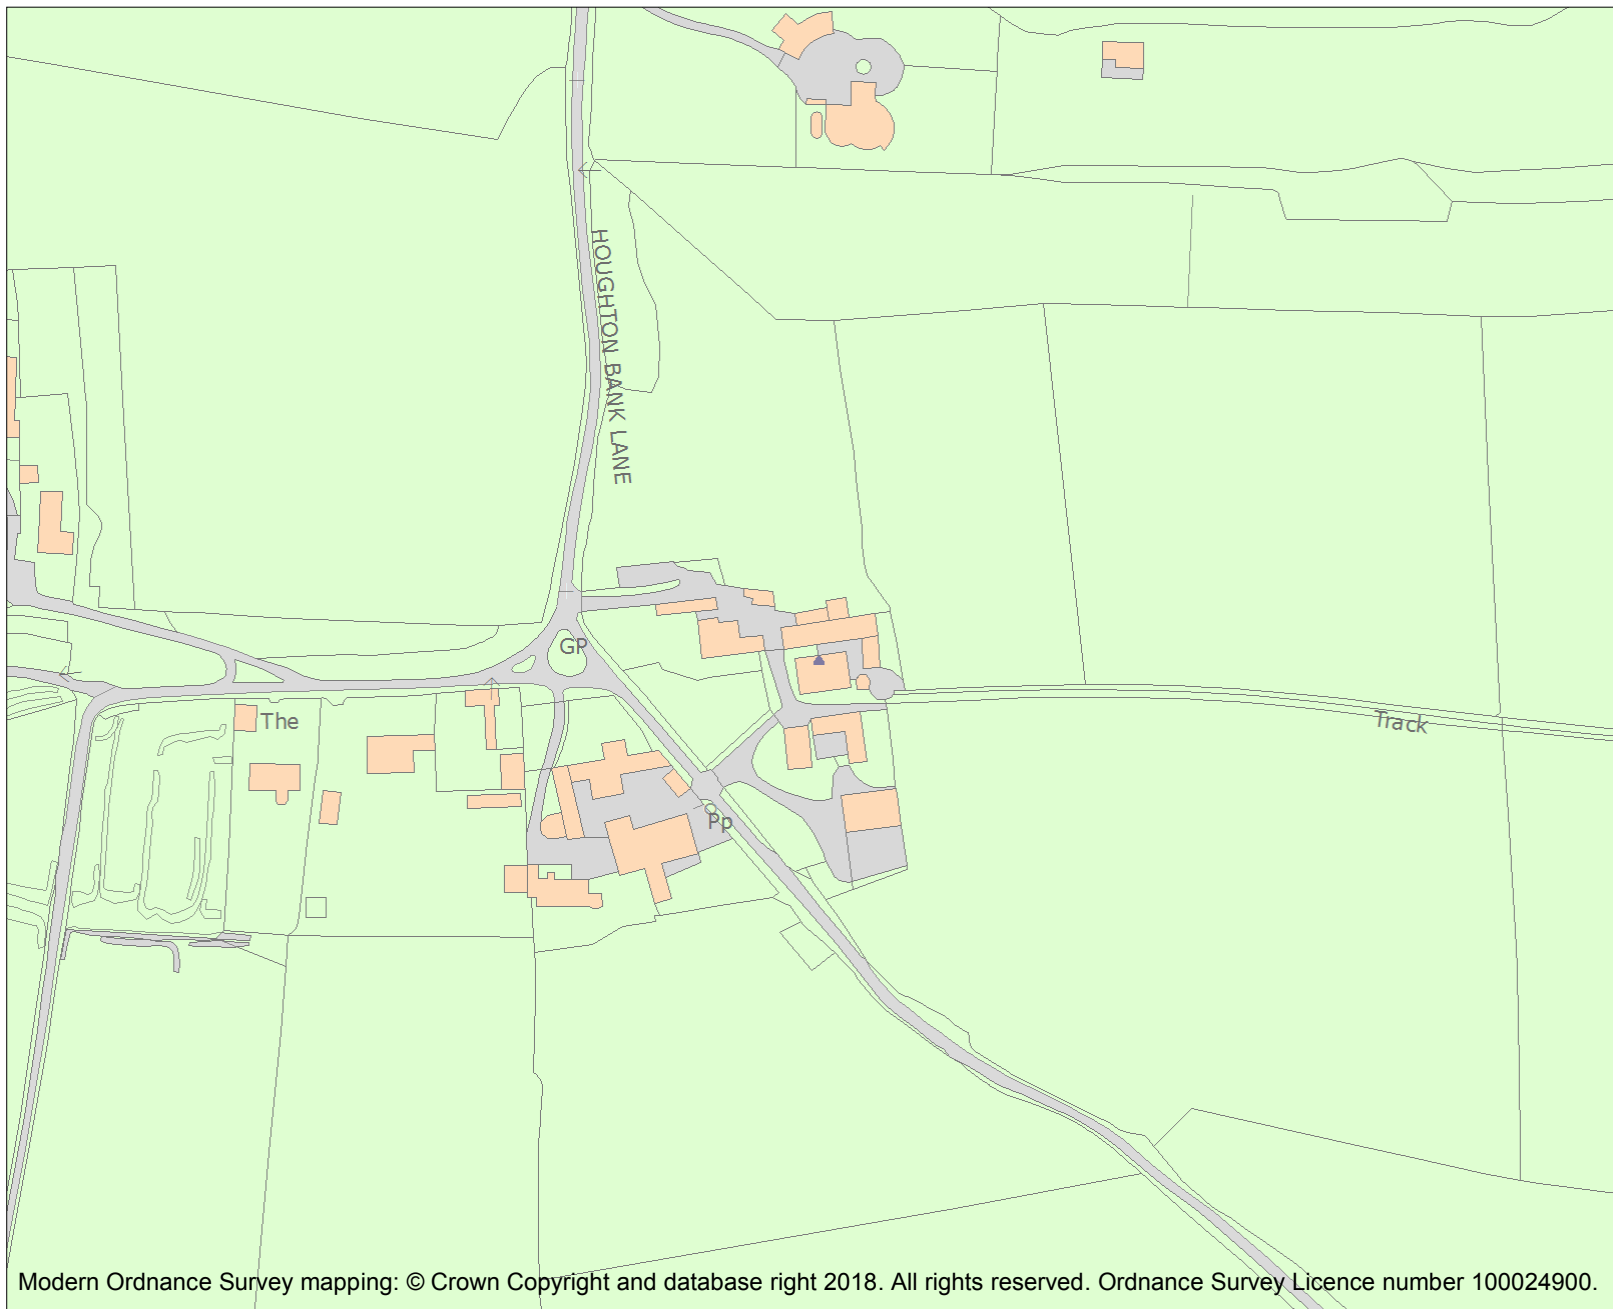 HOUGHTON BANK LANE
GP
The
Track
Pp
Modern Ordnance Survey mapping: © Crown Copyright and database right 2018. All rights reserved. Ordnance Survey Licence number 100024900.